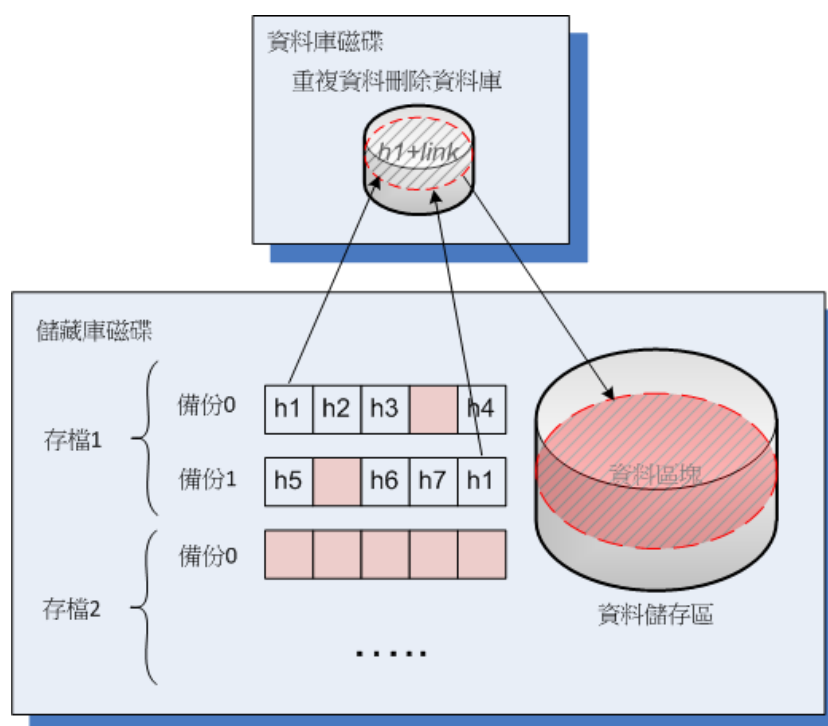 資料庫磁碟
重複資料刪除資料庫
h1+link
儲藏庫磁碟
存檔1
備份0
h1 h2 h3 h4
備份1
h5 h6 h7 h1
資料區塊
存檔2
備份0
資料儲存區
.....